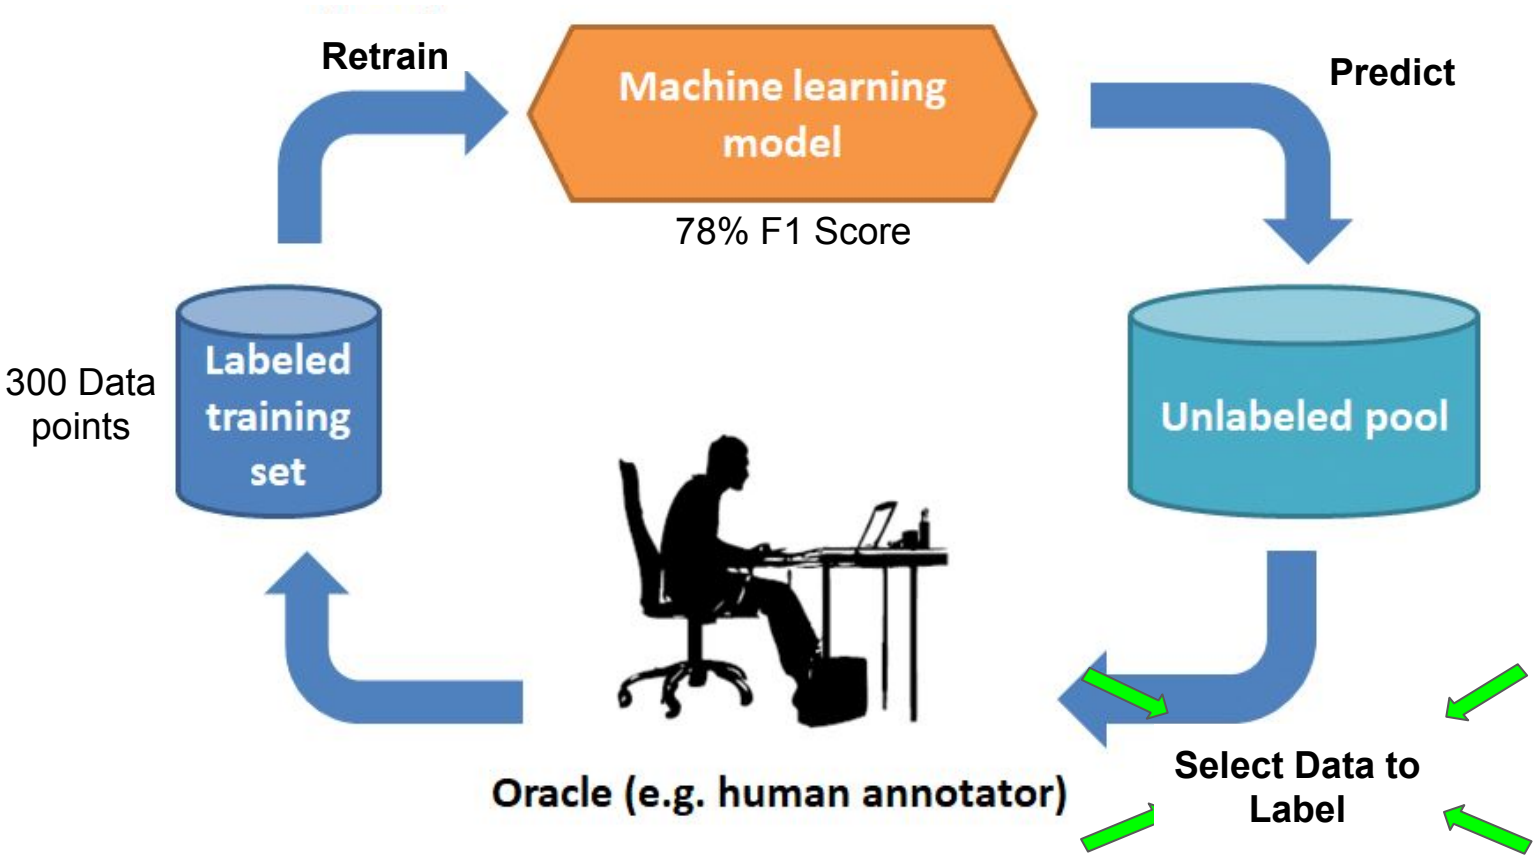 Retrain
Machine learning
model
Predict
78% F1 Score
300 Data
points
Labeled
training
set
Unlabeled pool
Oracle (e.g. human annotator)
Select Data to
Label